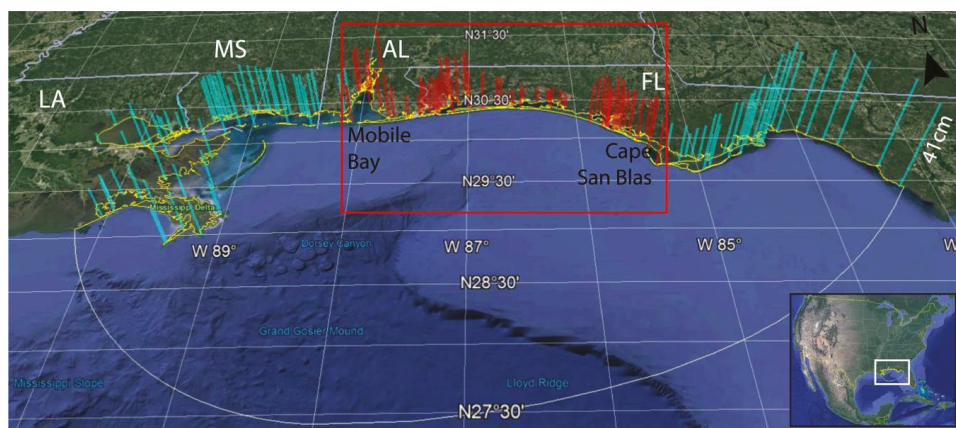 N31°30'
N
MS
AL
LA
FL
N30°30'
41cm
Mobile
Bay
Cape
San Blas
N29°30'
Mississippi Delta
W 89°
Dorsey Canyon
W 87°
W 85°
W
N28°30'
Grand Gosier Mound
Mississippi Slope
Lloyd Ridge
N27°30'